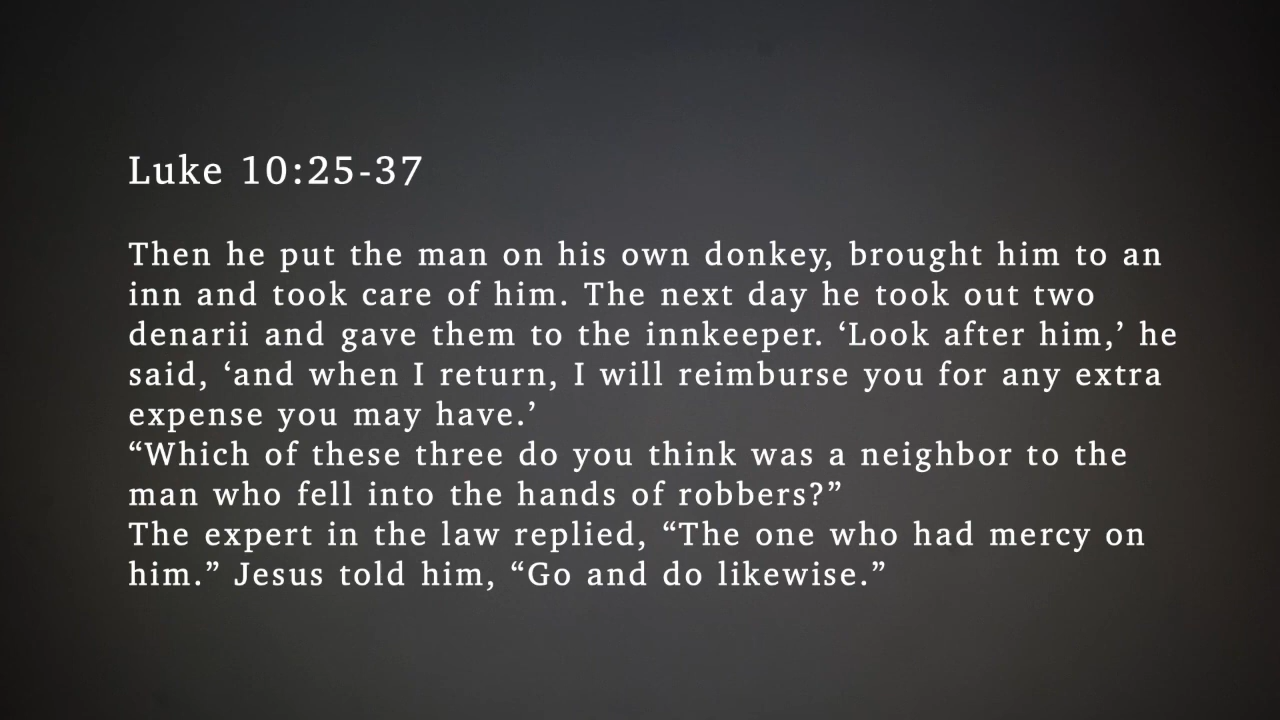 Luke 10:25-37
Then he put the man on his own donkey, brought him to an
inn and took care of him. The next day he took out two
denarii and gave them to the innkeeper. ‘Look after him,’ he
said, ‘and when I return, I will reimburse you for any extra
expense you may have.’
“Which of these three do you think was a neighbor to the
man who fell into the hands of robbers?”
The expert in the law replied, “The one who had mercy on
him.” Jesus told him, “Go and do likewise.”